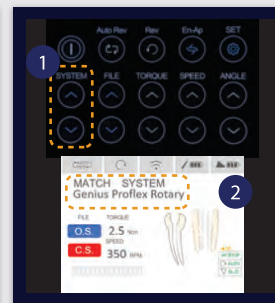 Auto Rev Rev En-Ap SET
1
SYSTEM FILE TORQUE SPEED ANGLE
2
MATCH SYSTEM
Genius Proflex Rotary
FILE TORQUE
O.S. 2.5 Ncm
SPEED
C.S. 350 RPM